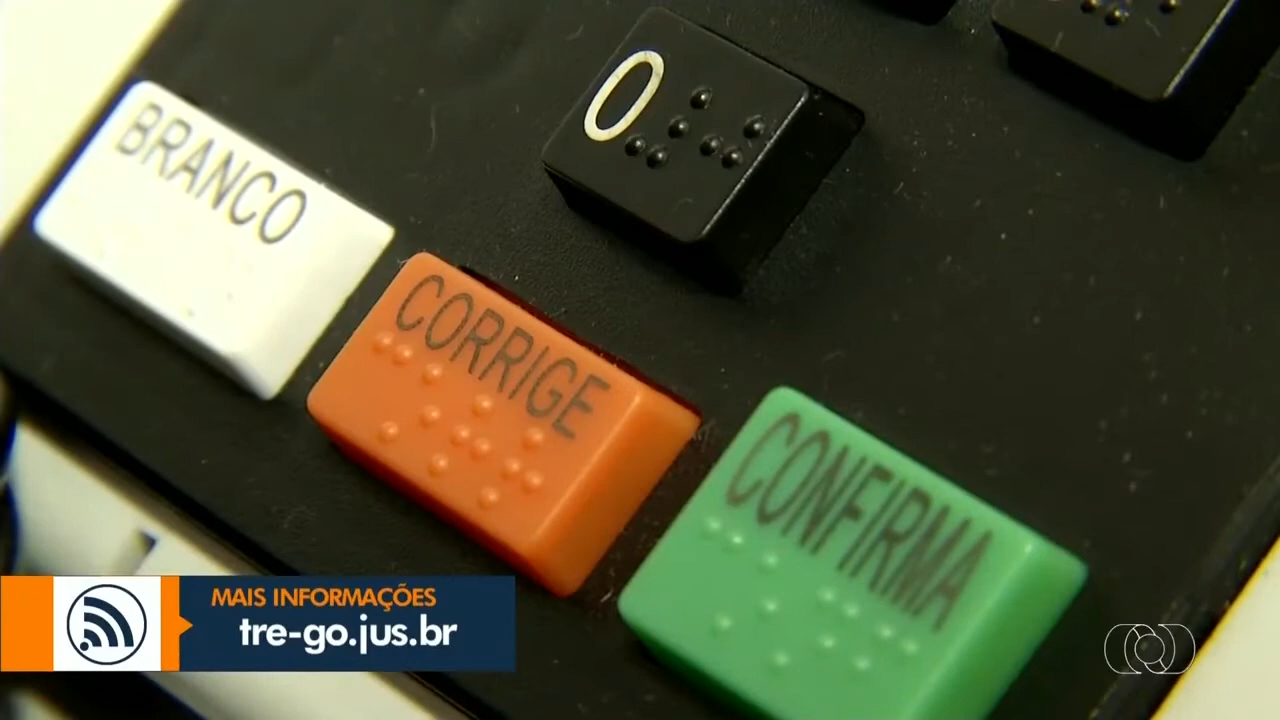 0
BRANCO
CORRIGE
CONFIRMA
MAIS INFORMAÇÕES
tre-go.jus.br